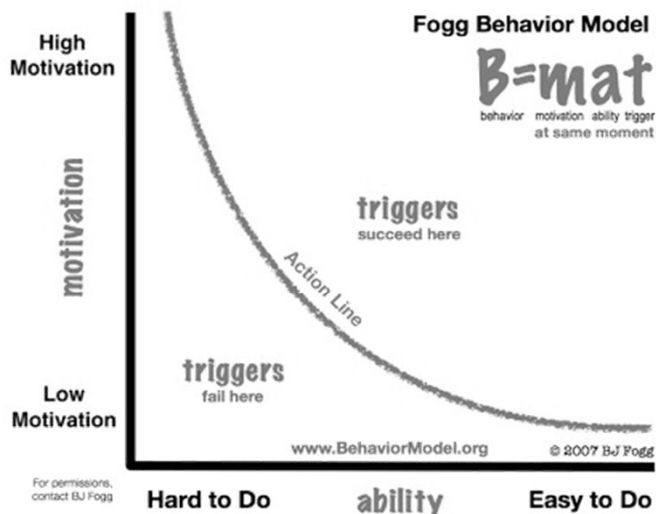 Fogg Behavior Model
B=mat
behavior motivation ability trigger
at same moment
High
Motivation
motivation
triggers
succeed here
Action Line
triggers
fail here
Low
Motivation
www.BehaviorModel.org
© 2007 BJ Fogg
For permissions,
contact BJ Fogg
Hard to Do
ability
Easy to Do